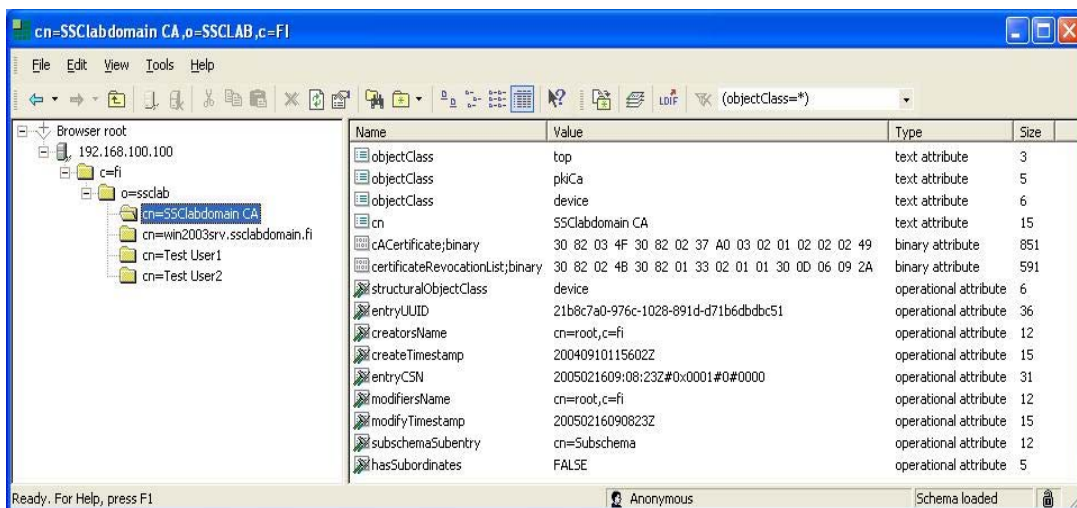 cn=SSClabdomain CA,o=SSCLAB,c=FI
File Edit View Tools Help
LDIF (objectClass=*)
Browser root
192.168.100.100
c=fi
o=ssclab
cn=SSClabdomain CA
cn=win2003srv.ssclabdomain.fi
cn=Test User1
cn=Test User2
Name Value Type Size
objectClass top text attribute 3
objectClass pkiCa text attribute 5
objectClass device text attribute 6
cn SSClabdomain CA text attribute 15
cACertificate;binary 30 82 03 4F 30 82 02 37 A0 03 02 01 02 02 02 49 binary attribute 851
certificateRevocationList;binary 30 82 02 4B 30 82 01 33 02 01 01 30 0D 06 09 2A binary attribute 591
structuralObjectClass device operational attribute 6
entryUUID 21b8c7a0-976c-1028-891d-d71b6dbdbc51 operational attribute 36
creatorsName cn=root,c=fi operational attribute 12
createTimestamp 20040910115602Z operational attribute 15
entryCSN 2005021609:08:23Z#0x0001#0#0000 operational attribute 31
modifiersName cn=root,c=fi operational attribute 12
modifyTimestamp 20050216090823Z operational attribute 15
subschemaSubentry cn=Subschema operational attribute 12
hasSubordinates FALSE operational attribute 5
Ready. For Help, press F1 Anonymous Schema loaded